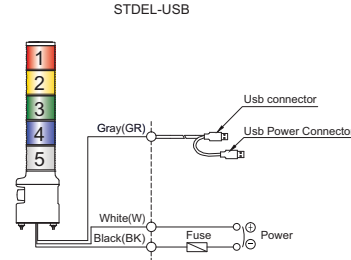 STDEL-USB
1
2
3
4
5
Gray(GR)
Usb connector
Usb Power Connecto
White(W)
Black(BK)
Fuse
⊕
⊖
Power